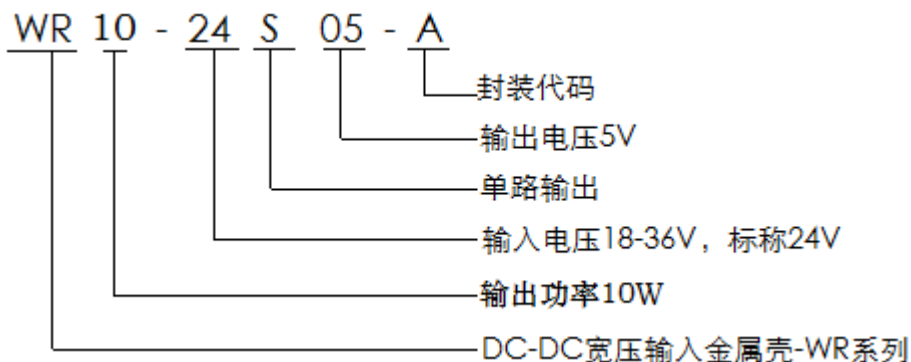 WR 10 - 24 S 05 - A
封装代码
输出电压5V
单路输出
输入电压18-36V，标称24V
输出功率10W
DC-DC宽压输入金属壳-WR系列